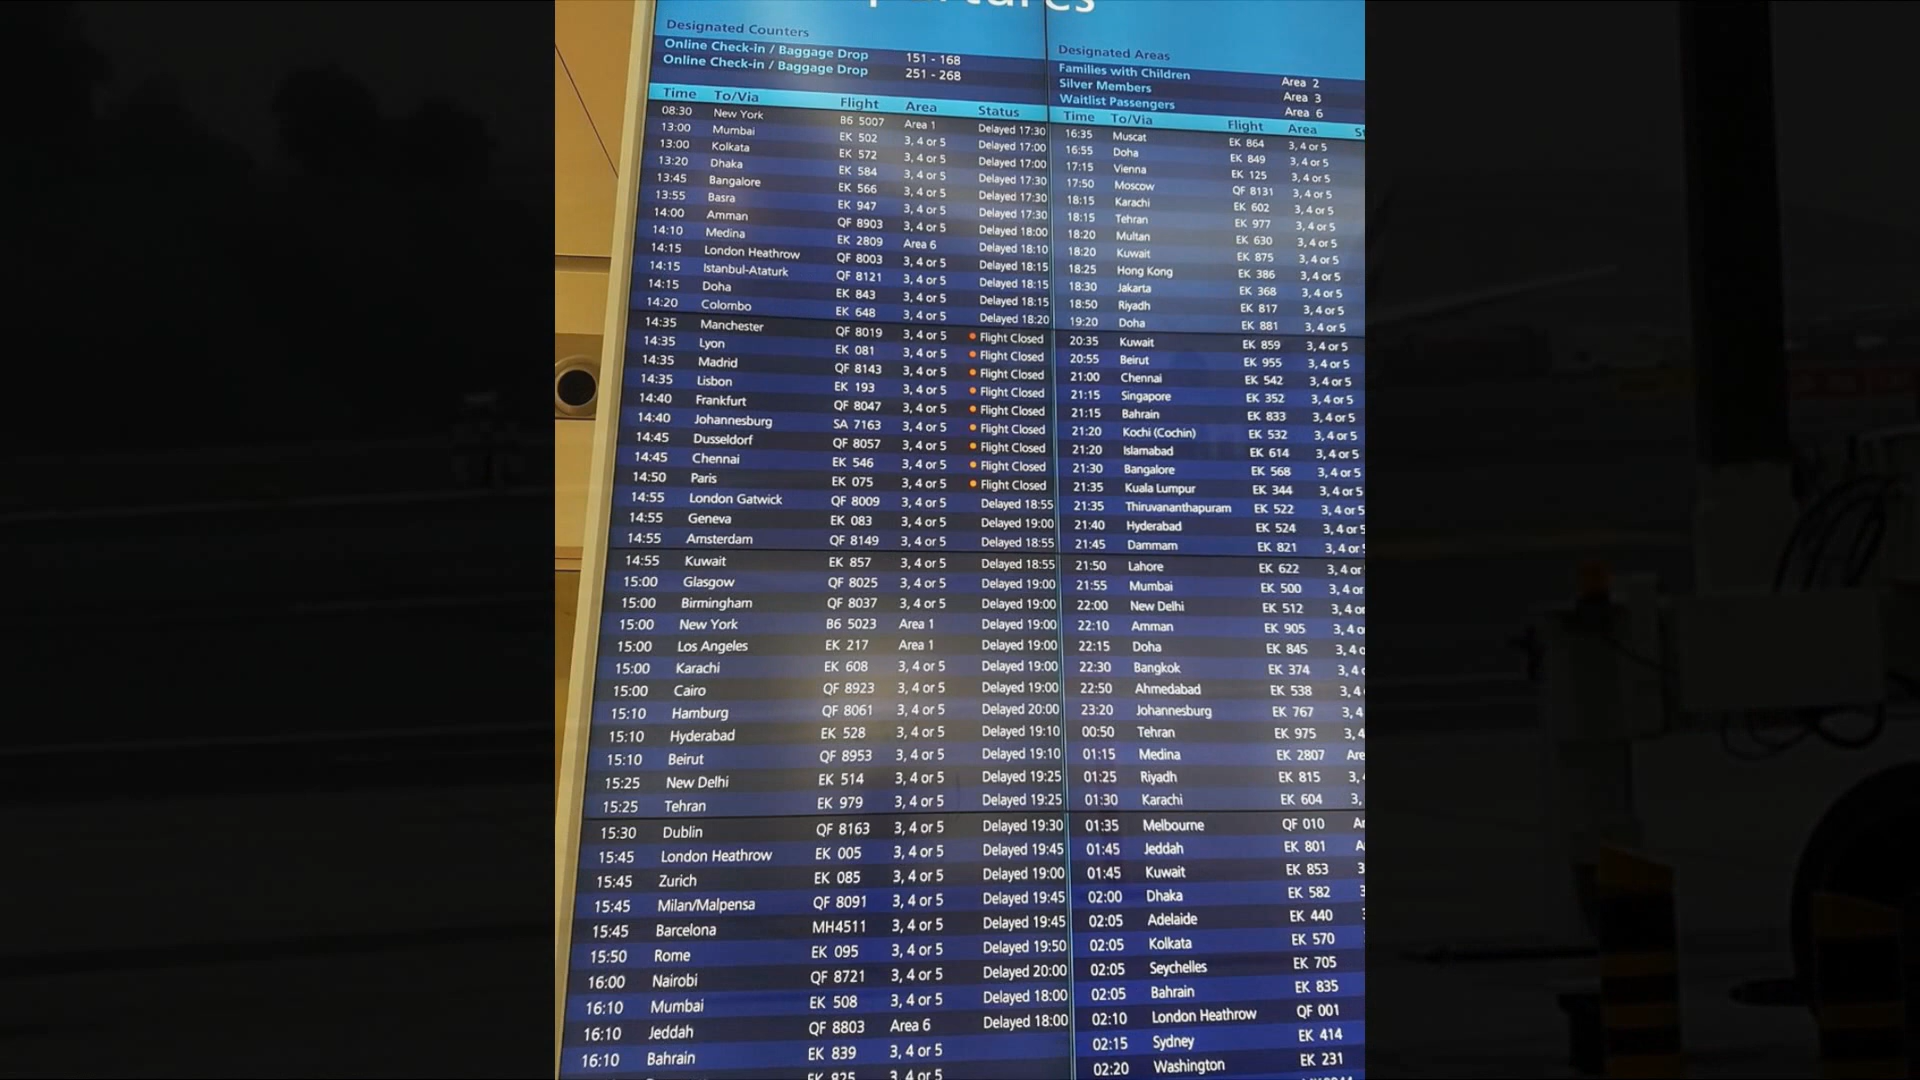 Designated Counters
Online Check-in / Baggage Drop 151 - 168
Online Check-in / Baggage Drop 251 - 268
Time To/Via Flight Area Status
08:30 New York B6 5007 Area 1 Delayed 17:30
13:00 Mumbai EK 502 3, 4 or 5 Delayed 17:00
13:00 Kolkata EK 572 3, 4 or 5 Delayed 17:00
13:20 Dhaka EK 584 3, 4 or 5 Delayed 17:30
13:45 Bangalore EK 566 3, 4 or 5 Delayed 17:30
13:55 Basra EK 947 3, 4 or 5 Delayed 17:30
14:00 Amman QF 8903 3, 4 or 5 Delayed 18:00
14:10 Medina EK 2809 Area 6 Delayed 18:10
14:15 London Heathrow QF 8003 3, 4 or 5 Delayed 18:15
14:15 Istanbul-Ataturk QF 8121 3, 4 or 5 Delayed 18:15
14:15 Doha EK 843 3, 4 or 5 Delayed 18:15
14:20 Colombo EK 648 3, 4 or 5 Delayed 18:20
14:35 Manchester QF 8019 3, 4 or 5 Flight Closed
14:35 Lyon EK 081 3, 4 or 5 Flight Closed
14:35 Madrid QF 8143 3, 4 or 5 Flight Closed
14:35 Lisbon EK 193 3, 4 or 5 Flight Closed
14:40 Frankfurt QF 8047 3, 4 or 5 Flight Closed
14:40 Johannesburg SA 7163 3, 4 or 5 Flight Closed
14:45 Dusseldorf QF 8057 3, 4 or 5 Flight Closed
14:45 Chennai EK 546 3, 4 or 5 Flight Closed
14:50 Paris EK 075 3, 4 or 5 Flight Closed
14:55 London Gatwick QF 8009 3, 4 or 5 Delayed 18:55
14:55 Geneva EK 083 3, 4 or 5 Delayed 19:00
14:55 Amsterdam QF 8149 3, 4 or 5 Delayed 18:55
14:55 Kuwait EK 857 3, 4 or 5 Delayed 18:55
15:00 Glasgow QF 8025 3, 4 or 5 Delayed 19:00
15:00 Birmingham QF 8037 3, 4 or 5 Delayed 19:00
15:00 New York B6 5023 Area 1 Delayed 19:00
15:00 Los Angeles EK 217 Area 1 Delayed 19:00
15:00 Karachi EK 608 3, 4 or 5 Delayed 19:00
15:00 Cairo QF 8923 3, 4 or 5 Delayed 19:00
15:10 Hamburg QF 8061 3, 4 or 5 Delayed 20:00
15:10 Hyderabad EK 528 3, 4 or 5 Delayed 19:10
15:10 Beirut QF 8953 3, 4 or 5 Delayed 19:10
15:25 New Delhi EK 514 3, 4 or 5 Delayed 19:25
15:25 Tehran EK 979 3, 4 or 5 Delayed 19:25
15:30 Dublin QF 8163 3, 4 or 5 Delayed 19:30
15:45 London Heathrow EK 005 3, 4 or 5 Delayed 19:45
15:45 Zurich EK 085 3, 4 or 5 Delayed 19:00
15:45 Milan/Malpensa QF 8091 3, 4 or 5 Delayed 19:45
15:45 Barcelona MH4511 3, 4 or 5 Delayed 19:45
15:50 Rome EK 095 3, 4 or 5 Delayed 19:50
16:00 Nairobi QF 8721 3, 4 or 5 Delayed 20:00
16:10 Mumbai EK 508 3, 4 or 5 Delayed 18:00
16:10 Jeddah QF 8803 Area 6 Delayed 18:00
16:10 Bahrain EK 839 3, 4 or 5
Designated Areas
Families with Children Area 2
Silver Members Area 3
Waitlist Passengers Area 6
Time To/Via Flight Area
16:35 Muscat EK 864 3, 4 or 5
16:55 Doha EK 849 3, 4 or 5
17:15 Vienna EK 125 3, 4 or 5
17:50 Moscow QF 8131 3, 4 or 5
18:15 Karachi EK 602 3, 4 or 5
18:15 Tehran EK 977 3, 4 or 5
18:20 Multan EK 630 3, 4 or 5
18:20 Kuwait EK 875 3, 4 or 5
18:25 Hong Kong EK 386 3, 4 or 5
18:30 Jakarta EK 368 3, 4 or 5
18:50 Riyadh EK 817 3, 4 or 5
19:20 Doha EK 881 3, 4 or 5
20:35 Kuwait EK 859 3, 4 or 5
20:55 Beirut EK 955 3, 4 or 5
21:00 Chennai EK 542 3, 4 or 5
21:15 Singapore EK 352 3, 4 or 5
21:15 Bahrain EK 833 3, 4 or 5
21:20 Kochi (Cochin) EK 532 3, 4 or 5
21:20 Islamabad EK 614 3, 4 or 5
21:30 Bangalore EK 568 3, 4 or 5
21:35 Kuala Lumpur EK 344 3, 4 or 5
21:35 Thiruvananthapuram EK 522 3, 4 or 5
21:40 Hyderabad EK 524 3, 4 or 5
21:45 Dammam EK 821 3, 4 or
21:50 Lahore EK 622 3, 4 or
21:55 Mumbai EK 500 3, 4 or
22:00 New Delhi EK 512 3, 4 or
22:10 Amman EK 905 3, 4 o
22:15 Doha EK 845 3, 4
22:30 Bangkok EK 374 3, 4
22:50 Ahmedabad EK 538 3, 4
23:20 Johannesburg EK 767 3, 4
00:50 Tehran EK 975 3, 4
01:15 Medina EK 2807 Are
01:25 Riyadh EK 815 3,
01:30 Karachi EK 604 3,
01:35 Melbourne QF 010 Ar
01:45 Jeddah EK 801 A
01:45 Kuwait EK 853 3
02:00 Dhaka EK 582 3
02:05 Adelaide EK 440
02:05 Kolkata EK 570
02:05 Seychelles EK 705
02:05 Bahrain EK 835
02:10 London Heathrow QF 001
02:15 Sydney EK 414
02:20 Washington EK 231